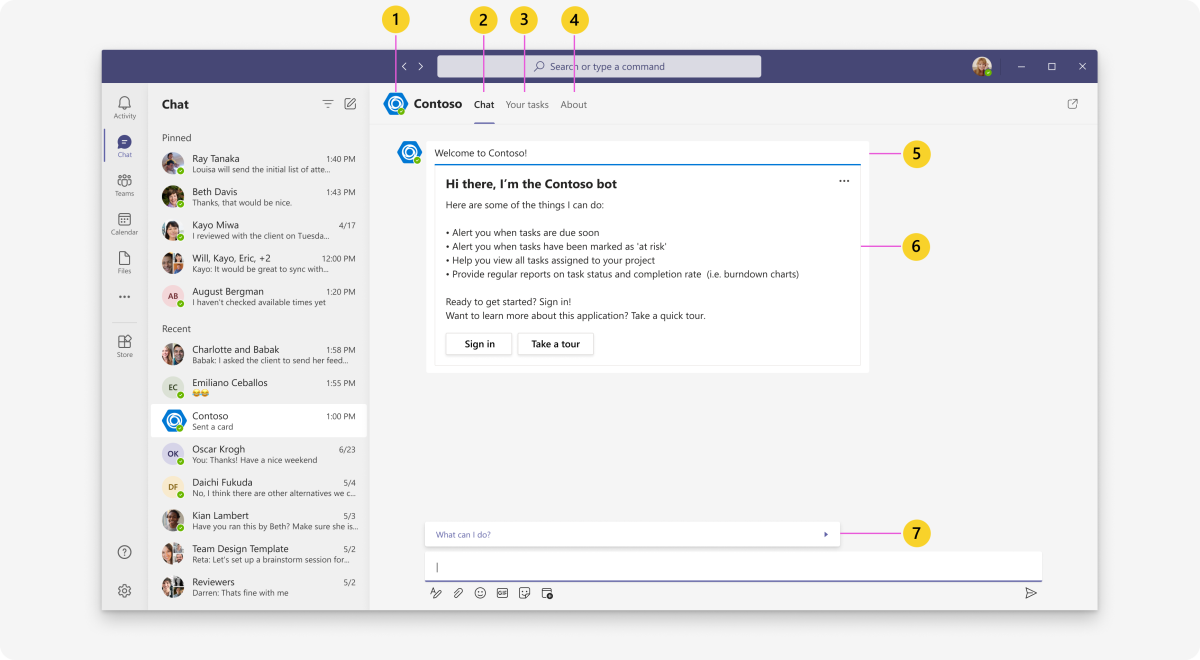 1
2
3
4
Search or type a command
Activity
Chat
Teams
Calendar
Files
Store
Chat
Pinned
Ray Tanaka 1:40 PM
Louisa will send the initial list of atte...
Beth Davis 1:43 PM
Thanks, that would be nice.
Kayo Miwa 4/17
I reviewed with the client on Tuesda...
Will, Kayo, Eric, +2 12:00 PM
Kayo: It would be great to sync with...
AB
August Bergman 1:20 PM
I haven't checked available times yet
Recent
Charlotte and Babak 1:58 PM
Babak: I asked the client to send her feed...
EC
Emiliano Ceballos 1:55 PM
😂😂
Contoso 1:00 PM
Sent a card
OK
Oscar Krogh 6/23
You: Thanks! Have a nice weekend
DF
Daichi Fukuda 5/4
No, I think there are other alternatives we c...
Kian Lambert 5/3
Have you ran this by Beth? Make sure she is...
Team Design Template 5/2
Reta: Let's set up a brainstorm session for...
Reviewers 5/2
Darren: Thats fine with me
Contoso Chat Your tasks About
Welcome to Contoso!
5
Hi there, I'm the Contoso bot
Here are some of the things I can do:
• Alert you when tasks are due soon
• Alert you when tasks have been marked as 'at risk'
6
• Help you view all tasks assigned to your project
• Provide regular reports on task status and completion rate (i.e. burndown charts)
Ready to get started? Sign in!
Want to learn more about this application? Take a quick tour.
Sign in Take a tour
What can I do?
7
GIF